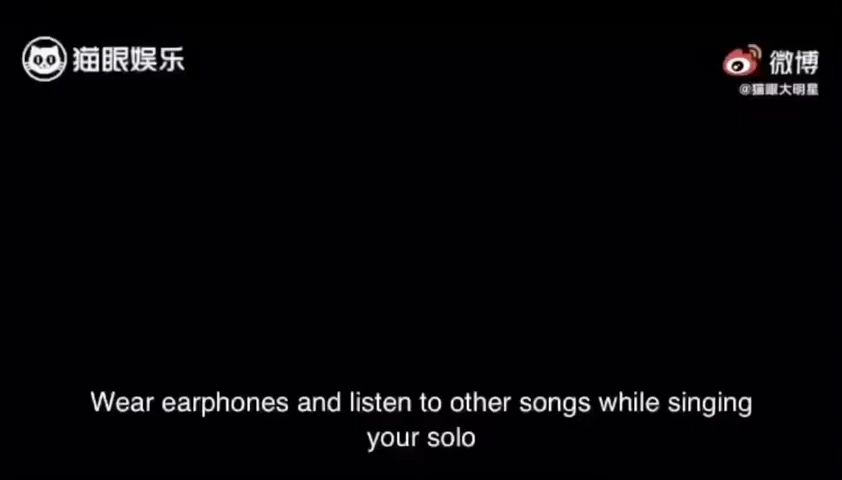 猫眼娱乐
微博
@猫眼大明星
Wear earphones and listen to other songs while singing
your solo